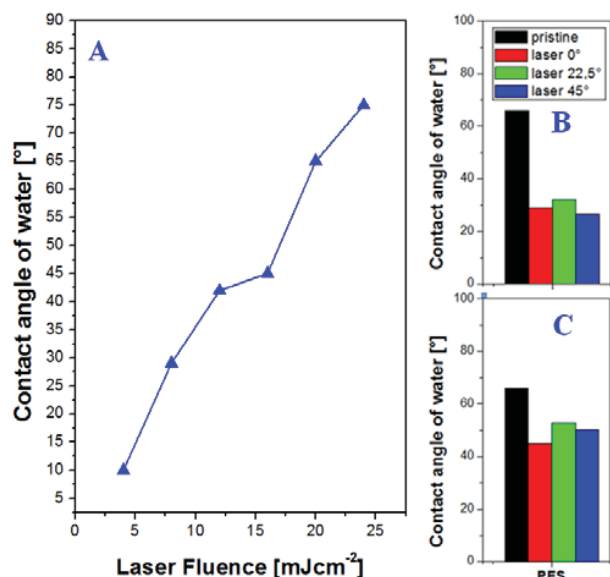 A
Contact angle of water [°]
90
85
80
75
70
65
60
55
50
45
40
35
30
25
20
15
10
5
0 5 10 15 20 25
Laser Fluence [mJcm-2]
B
pristine
laser 0°
laser 22,5°
laser 45°
Contact angle of water [°]
100
80
60
40
20
0
C
Contact angle of water [°]
100
80
60
40
20
0